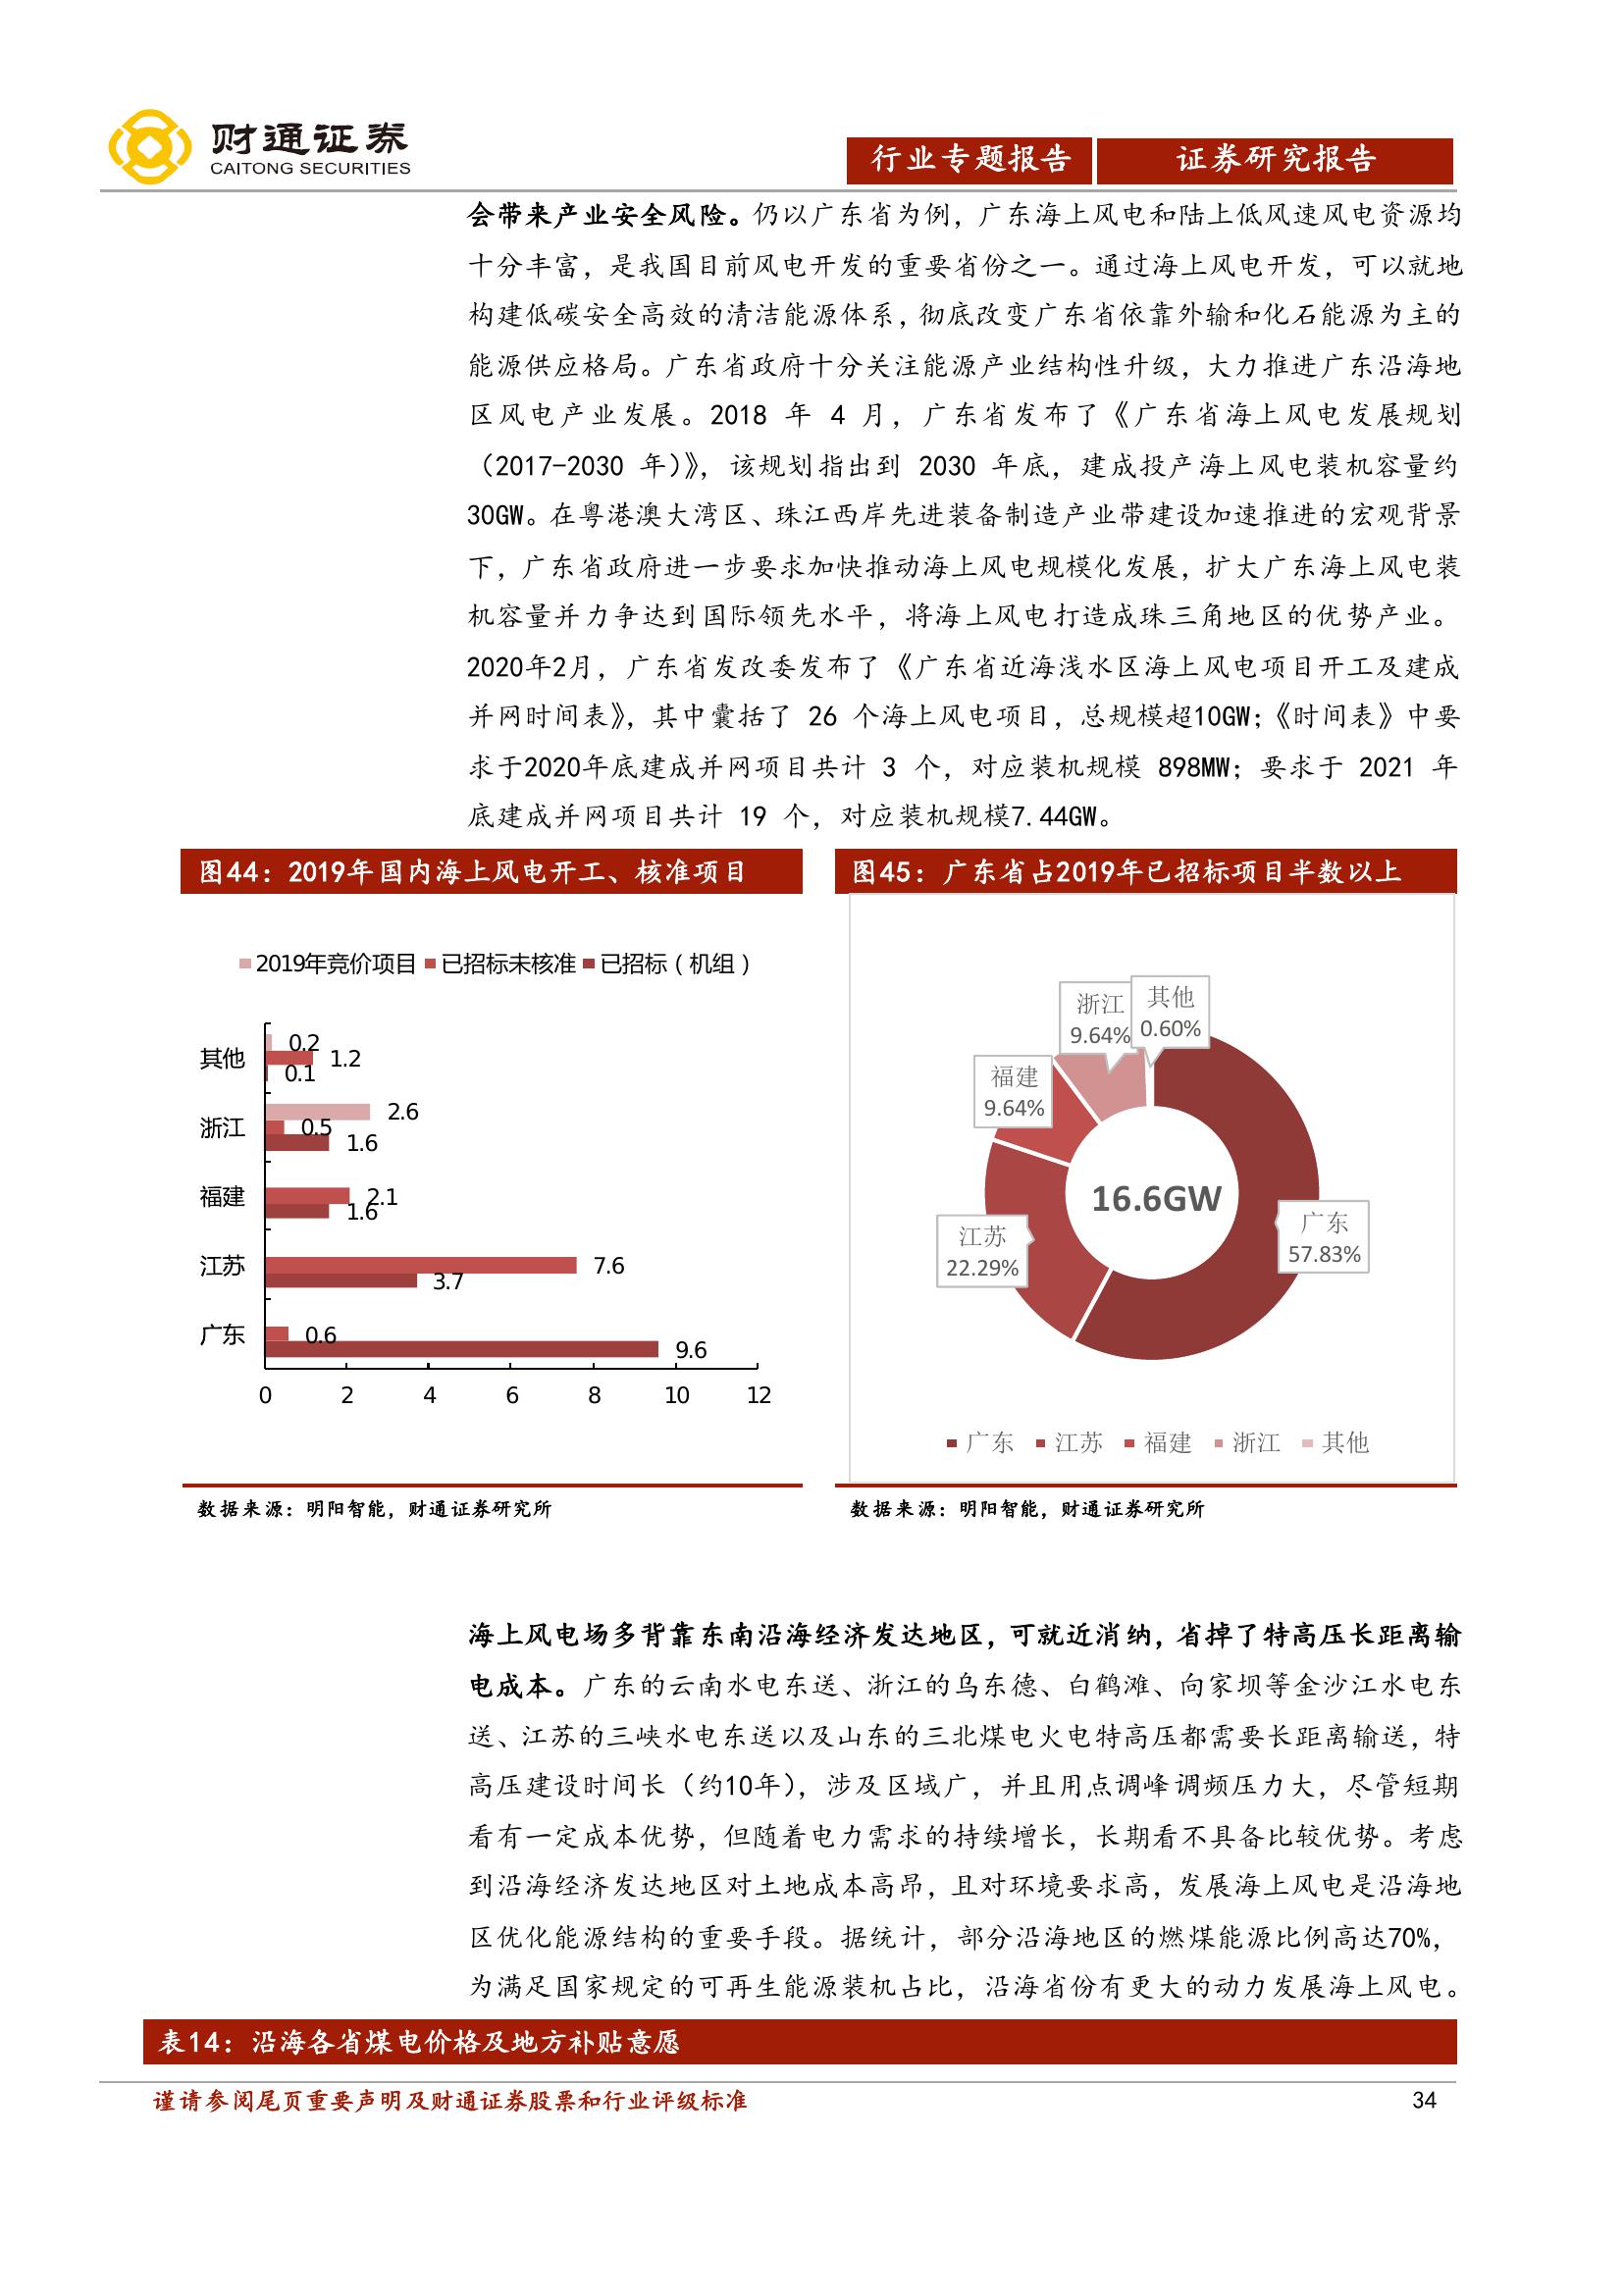 财通证券
CAITONG SECURITIES
行业专题报告 证券研究报告
会带来产业安全风险。仍以广东省为例，广东海上风电和陆上低风速风电资源均
十分丰富，是我国目前风电开发的重要省份之一。通过海上风电开发，可以就地
构建低碳安全高效的清洁能源体系，彻底改变广东省依靠外输和化石能源为主的
能源供应格局。广东省政府十分关注能源产业结构性升级，大力推进广东沿海地
区风电产业发展。2018 年 4 月，广东省发布了《广东省海上风电发展规划
（2017-2030 年）》，该规划指出到 2030 年底，建成投产海上风电装机容量约
30GW。在粤港澳大湾区、珠江西岸先进装备制造产业带建设加速推进的宏观背景
下，广东省政府进一步要求加快推动海上风电规模化发展，扩大广东海上风电装
机容量并力争达到国际领先水平，将海上风电打造成珠三角地区的优势产业。
2020年2月，广东省发改委发布了《广东省近海浅水区海上风电项目开工及建成
并网时间表》，其中囊括了 26 个海上风电项目，总规模超10GW；《时间表》中要
求于2020年底建成并网项目共计 3 个，对应装机规模 898MW；要求于 2021 年
底建成并网项目共计 19 个，对应装机规模7.44GW。
图44：2019年国内海上风电开工、核准项目
2019年竞价项目 已招标未核准 已招标（机组）
其他 0.2 1.2 0.1
浙江 2.6 0.5 1.6
福建 2.1 1.6
江苏 7.6 3.7
广东 0.6 9.6
0 2 4 6 8 10 12
数据来源：明阳智能，财通证券研究所
图45：广东省占2019年已招标项目半数以上
浙江 9.64%
其他 0.60%
福建 9.64%
16.6GW
江苏 22.29%
广东 57.83%
广东 江苏 福建 浙江 其他
数据来源：明阳智能，财通证券研究所
海上风电场多背靠东南沿海经济发达地区，可就近消纳，省掉了特高压长距离输
电成本。广东的云南水电东送、浙江的乌东德、白鹤滩、向家坝等金沙江水电东
送、江苏的三峡水电东送以及山东的三北煤电火电特高压都需要长距离输送，特
高压建设时间长（约10年），涉及区域广，并且用点调峰调频压力大，尽管短期
看有一定成本优势，但随着电力需求的持续增长，长期看不具备比较优势。考虑
到沿海经济发达地区对土地成本高昂，且对环境要求高，发展海上风电是沿海地
区优化能源结构的重要手段。据统计，部分沿海地区的燃煤能源比例高达70%，
为满足国家规定的可再生能源装机占比，沿海省份有更大的动力发展海上风电。
表14：沿海各省煤电价格及地方补贴意愿
谨请参阅尾页重要声明及财通证券股票和行业评级标准 34